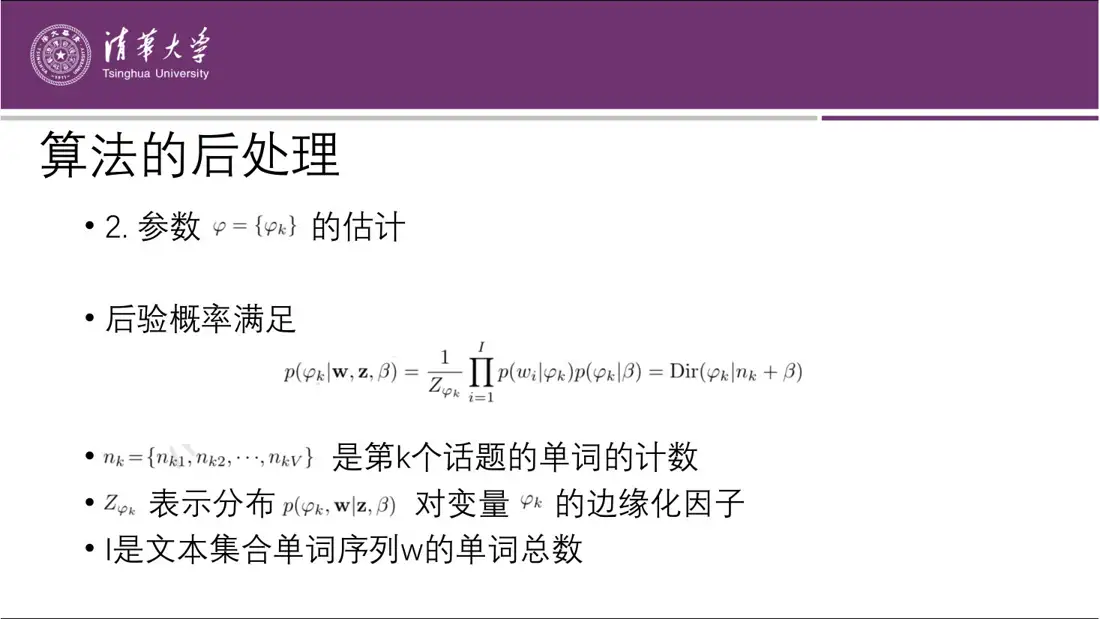 清华大学
Tsinghua University
算法的后处理
• 2. 参数 φ = {φ_k} 的估计
• 后验概率满足
p(φ_k|w, z, β) = \frac{1}{Z_{φ_k}} \prod_{i=1}^{I} p(w_i|φ_k)p(φ_k|β) = Dir(φ_k|n_k + β)
• n_k = {n_{k1}, n_{k2}, ⋯, n_{kV}} 是第k个话题的单词的计数
• Z_{φ_k} 表示分布 p(φ_k, w|z, β) 对变量 φ_k 的边缘化因子
• I是文本集合单词序列w的单词总数